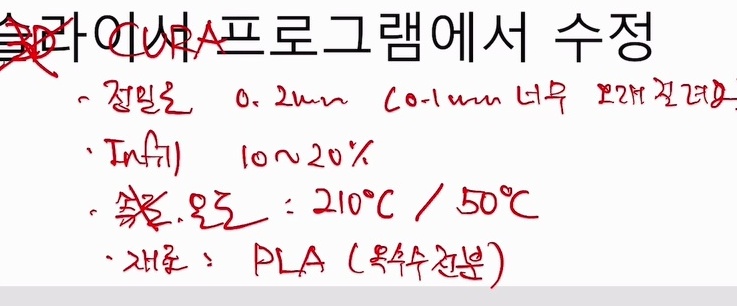 슬라이서 프로그램에서 수정
3D CURA
· 정밀도 0.2mm (0.1mm 너무 오래 걸려요
· Infill 10~20%
· 온도 : 210°C / 50°C
· 재료 : PLA (옥수수 전분)